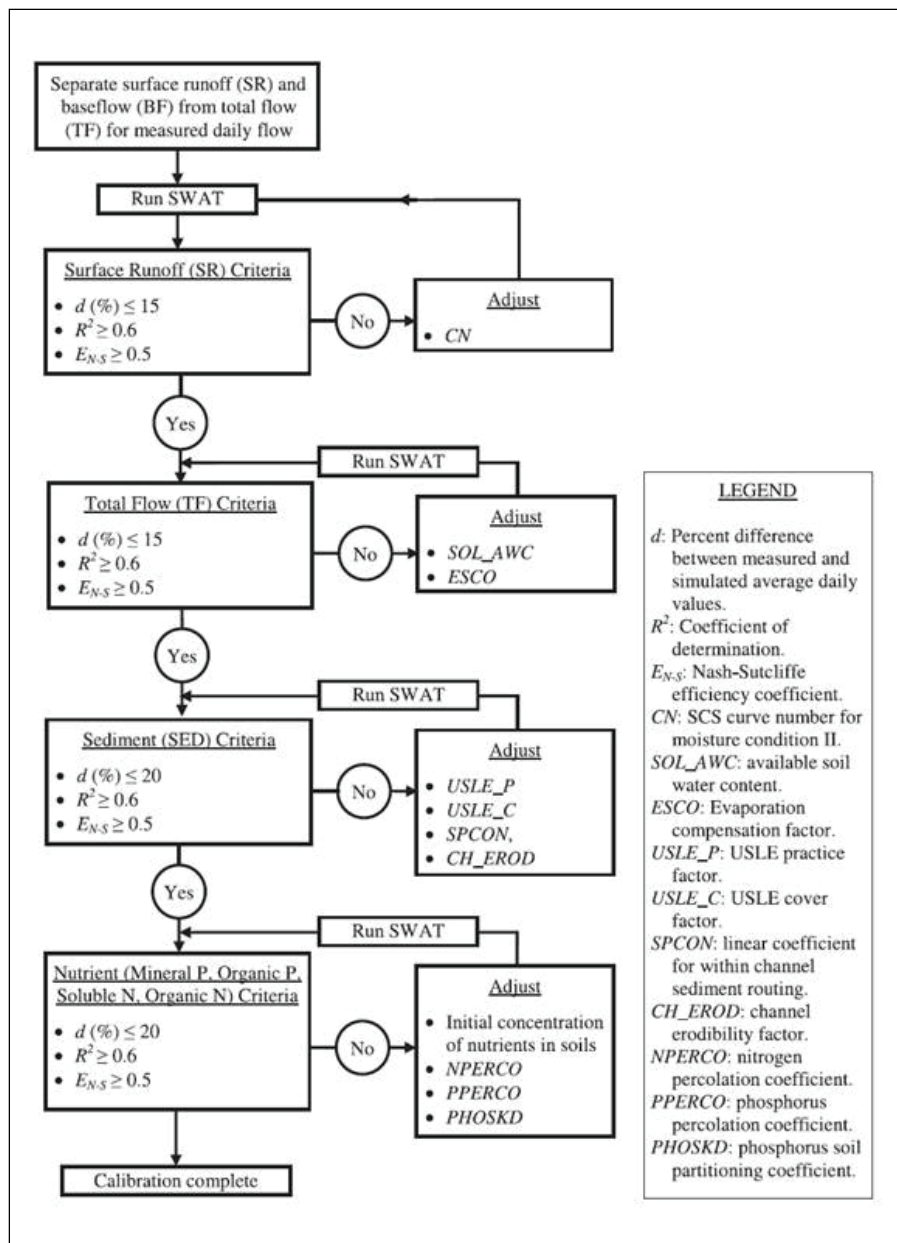 Separate surface runoff (SR) and
baseflow (BF) from total flow
(TF) for measured daily flow
Run SWAT
Surface Runoff (SR) Criteria
• d (%) ≤ 15
• R² ≥ 0.6
• E_N-S ≥ 0.5
No
Adjust
• CN
Yes
Run SWAT
Total Flow (TF) Criteria
• d (%) ≤ 15
• R² ≥ 0.6
• E_N-S ≥ 0.5
No
Adjust
• SOL_AWC
• ESCO
Yes
Run SWAT
Sediment (SED) Criteria
• d (%) ≤ 20
• R² ≥ 0.6
• E_N-S ≥ 0.5
No
Adjust
• USLE_P
• USLE_C
• SPCON,
• CH_EROD
Yes
Run SWAT
Nutrient (Mineral P, Organic P,
Soluble N, Organic N) Criteria
• d (%) ≤ 20
• R² ≥ 0.6
• E_N-S ≥ 0.5
No
Adjust
• Initial concentration
of nutrients in soils
• NPERCO
• PPERCO
• PHOSKD
Calibration complete
LEGEND
d: Percent difference
between measured and
simulated average daily
values.
R²: Coefficient of
determination.
E_N-S: Nash-Sutcliffe
efficiency coefficient.
CN: SCS curve number for
moisture condition II.
SOL_AWC: available soil
water content.
ESCO: Evaporation
compensation factor.
USLE_P: USLE practice
factor.
USLE_C: USLE cover
factor.
SPCON: linear coefficient
for within channel
sediment routing.
CH_EROD: channel
erodibility factor.
NPERCO: nitrogen
percolation coefficient.
PPERCO: phosphorus
percolation coefficient.
PHOSKD: phosphorus soil
partitioning coefficient.